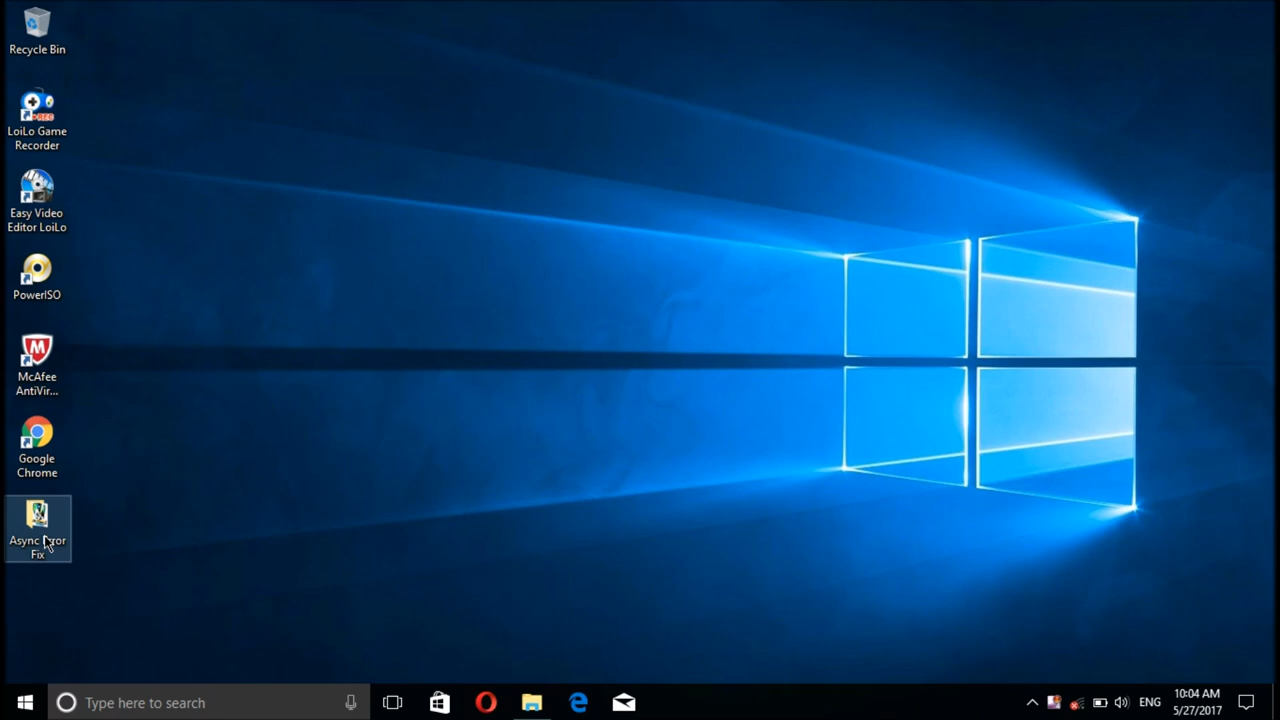 Recycle Bin
LoiLo Game
Recorder
REC
Easy Video
Editor LoiLo
PowerISO
McAfee
AntiVir...
Google
Chrome
Async Error
Fix
Type here to search
ENG
10:04 AM
5/27/2017